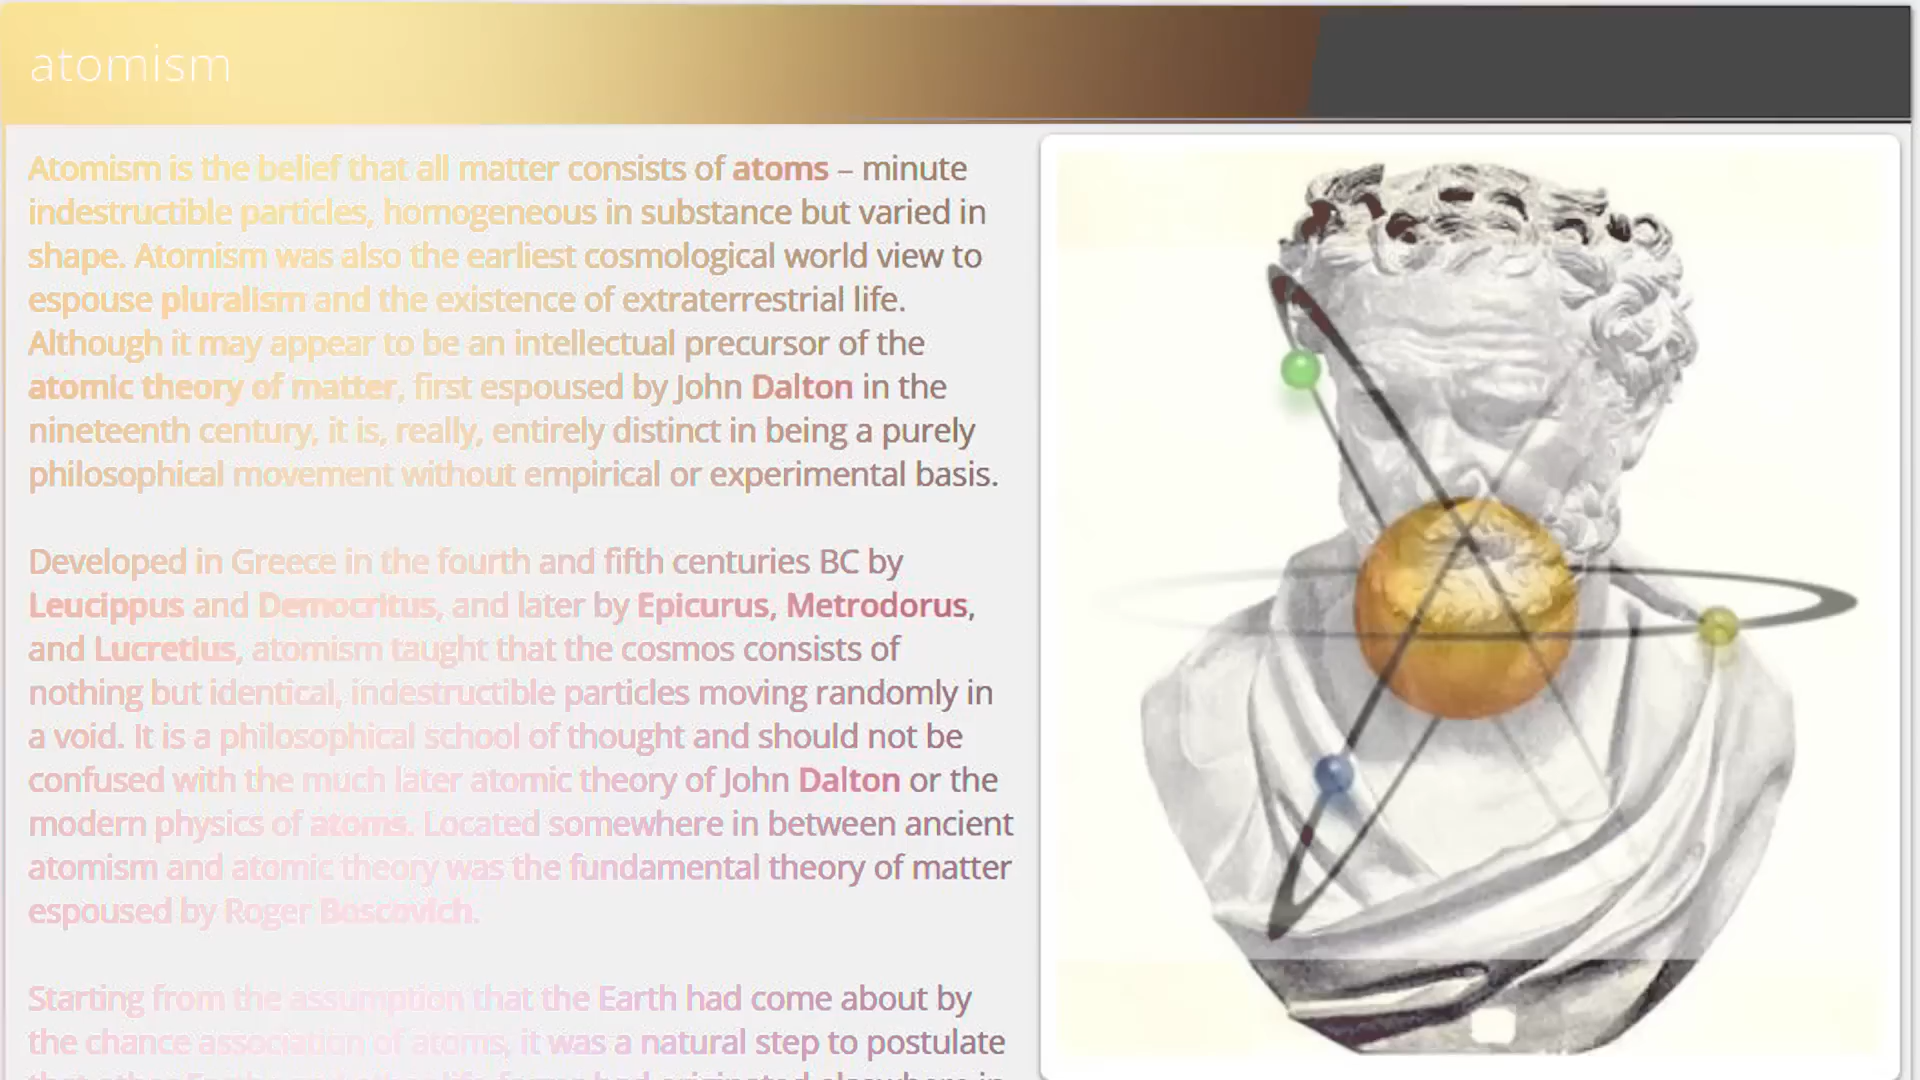 atomism
Atomism is the belief that all matter consists of atoms – minute
indestructible particles, homogeneous in substance but varied in
shape. Atomism was also the earliest cosmological world view to
espouse pluralism and the existence of extraterrestrial life.
Although it may appear to be an intellectual precursor of the
atomic theory of matter, first espoused by John Dalton in the
nineteenth century, it is, really, entirely distinct in being a purely
philosophical movement without empirical or experimental basis.
Developed in Greece in the fourth and fifth centuries BC by
Leucippus and Democritus, and later by Epicurus, Metrodorus,
and Lucretius, atomism taught that the cosmos consists of
nothing but identical, indestructible particles moving randomly in
a void. It is a philosophical school of thought and should not be
confused with the much later atomic theory of John Dalton or the
modern physics of atoms. Located somewhere in between ancient
atomism and atomic theory was the fundamental theory of matter
espoused by Roger Boscovich.
Starting from the assumption that the Earth had come about by
the chance association of atoms, it was a natural step to postulate